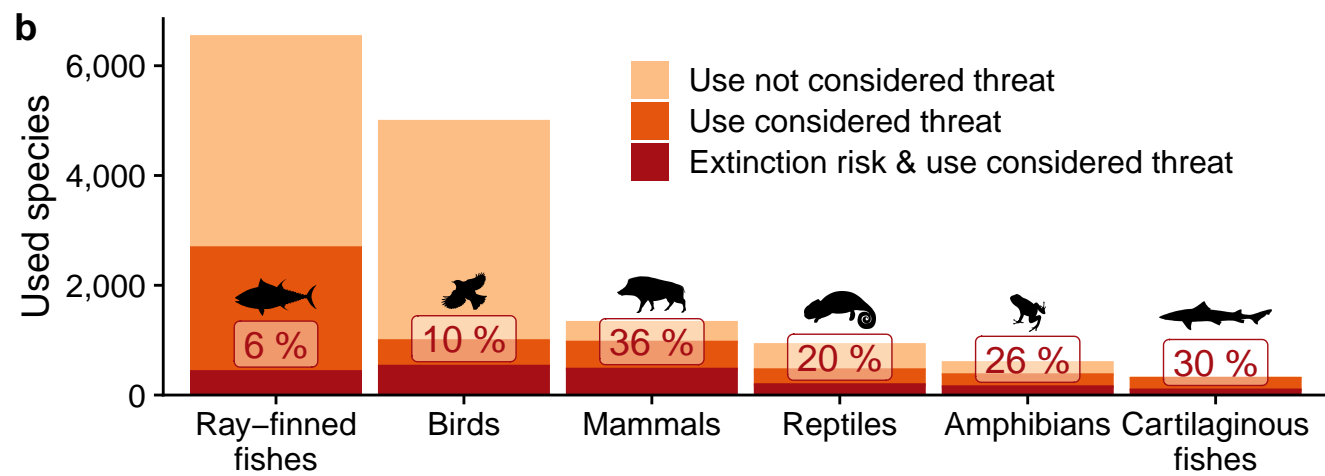 b
Used species
6,000
4,000
2,000
0
Use not considered threat
Use considered threat
Extinction risk & use considered threat
6 %
10 %
36 %
20 %
26 %
30 %
Ray−finned
fishes
Birds
Mammals
Reptiles
Amphibians
Cartilaginous
fishes